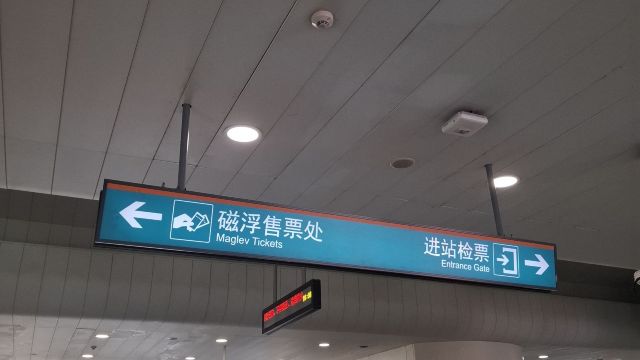 磁浮售票处
Maglev Tickets
进站检票
Entrance Gate